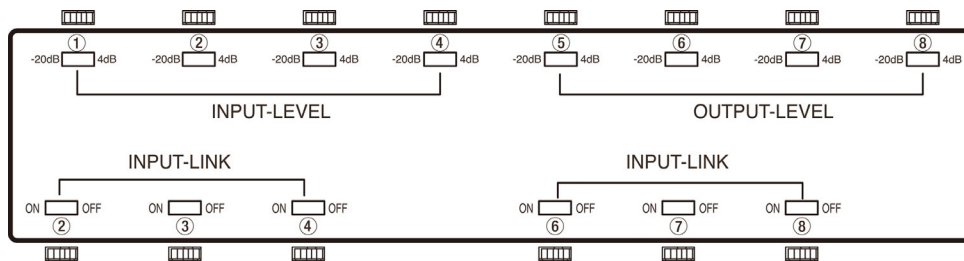 ① ② ③ ④ ⑤ ⑥ ⑦ ⑧
-20dB 4dB -20dB 4dB -20dB 4dB -20dB 4dB -20dB 4dB -20dB 4dB -20dB 4dB -20dB 4dB
INPUT-LEVEL OUTPUT-LEVEL
INPUT-LINK INPUT-LINK
ON OFF ON OFF ON OFF ON OFF ON OFF ON OFF
② ③ ④ ⑥ ⑦ ⑧